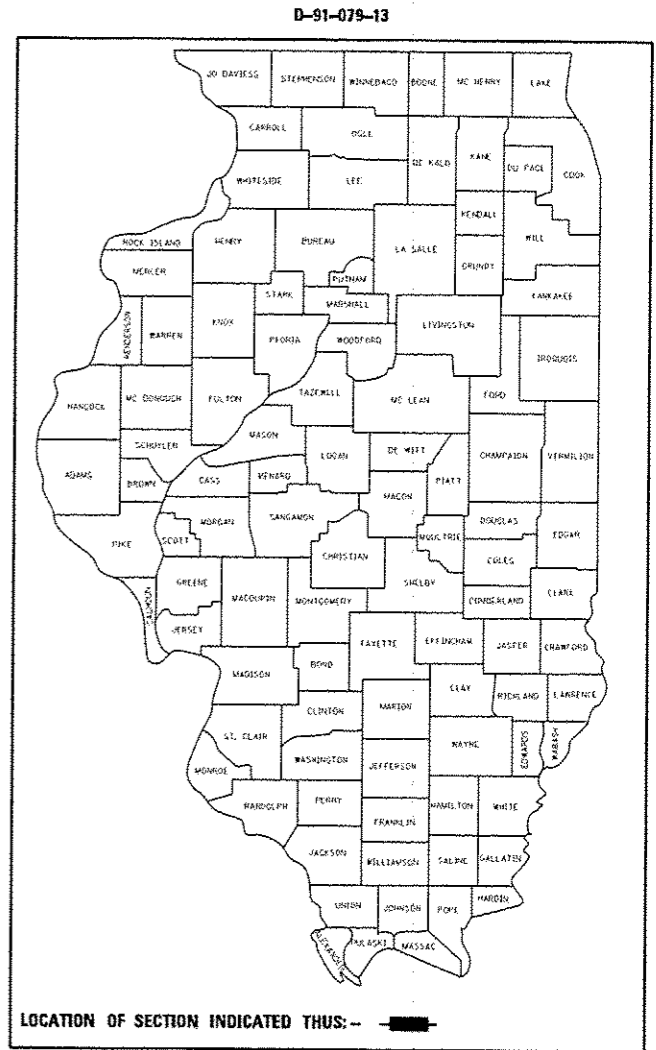 D-91-079-13
JO DAVIESS STEPHENSON WINNEBAGO BOONE MC HENRY LAKE
CARROLL OGLE
DE KALB KANE DU PAGE COOK
WHITESIDE LEE
KENDALL
ROCK ISLAND HENRY BUREAU LA SALLE WILL
MERCER PUTNAM GRUNDY
STARK MARSHALL KANKAKEE
HENDERSON WARREN KNOX PEORIA WOODFORD LIVINGSTON
IROQUOIS
HANCOCK MC DONOUGH FULTON TAZEWELL MC LEAN FORD
MASON
SCHUYLER LOGAN DE WITT CHAMPAIGN VERMILION
ADAMS BROWN CASS MENARD PIATT
MACON
PIKE SCOTT MORGAN SANGAMON MOULTRIE DOUGLAS EDGAR
CHRISTIAN COLES
GREENE SHELBY
CALHOUN MACOUPIN MONTGOMERY CUMBERLAND CLARK
JERSEY
FAYETTE EFFINGHAM JASPER CRAWFORD
MADISON BOND
CLAY RICHLAND LAWRENCE
CLINTON MARION
ST. CLAIR WAYNE EDWARDS WABASH
WASHINGTON JEFFERSON
MONROE
RANDOLPH PERRY HAMILTON WHITE
FRANKLIN
JACKSON WILLIAMSON SALINE GALLATIN
UNION JOHNSON POPE HARDIN
ALEXANDER PULASKI MASSAC
LOCATION OF SECTION INDICATED THUS:-